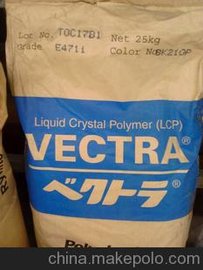 Lot No. T0C17B1 Net 25kg
Grade E4711 Color No BK210P
Liquid Crystal Polymer (LCP)
VECTRA®
ベクトラ®
china.makepolo.com